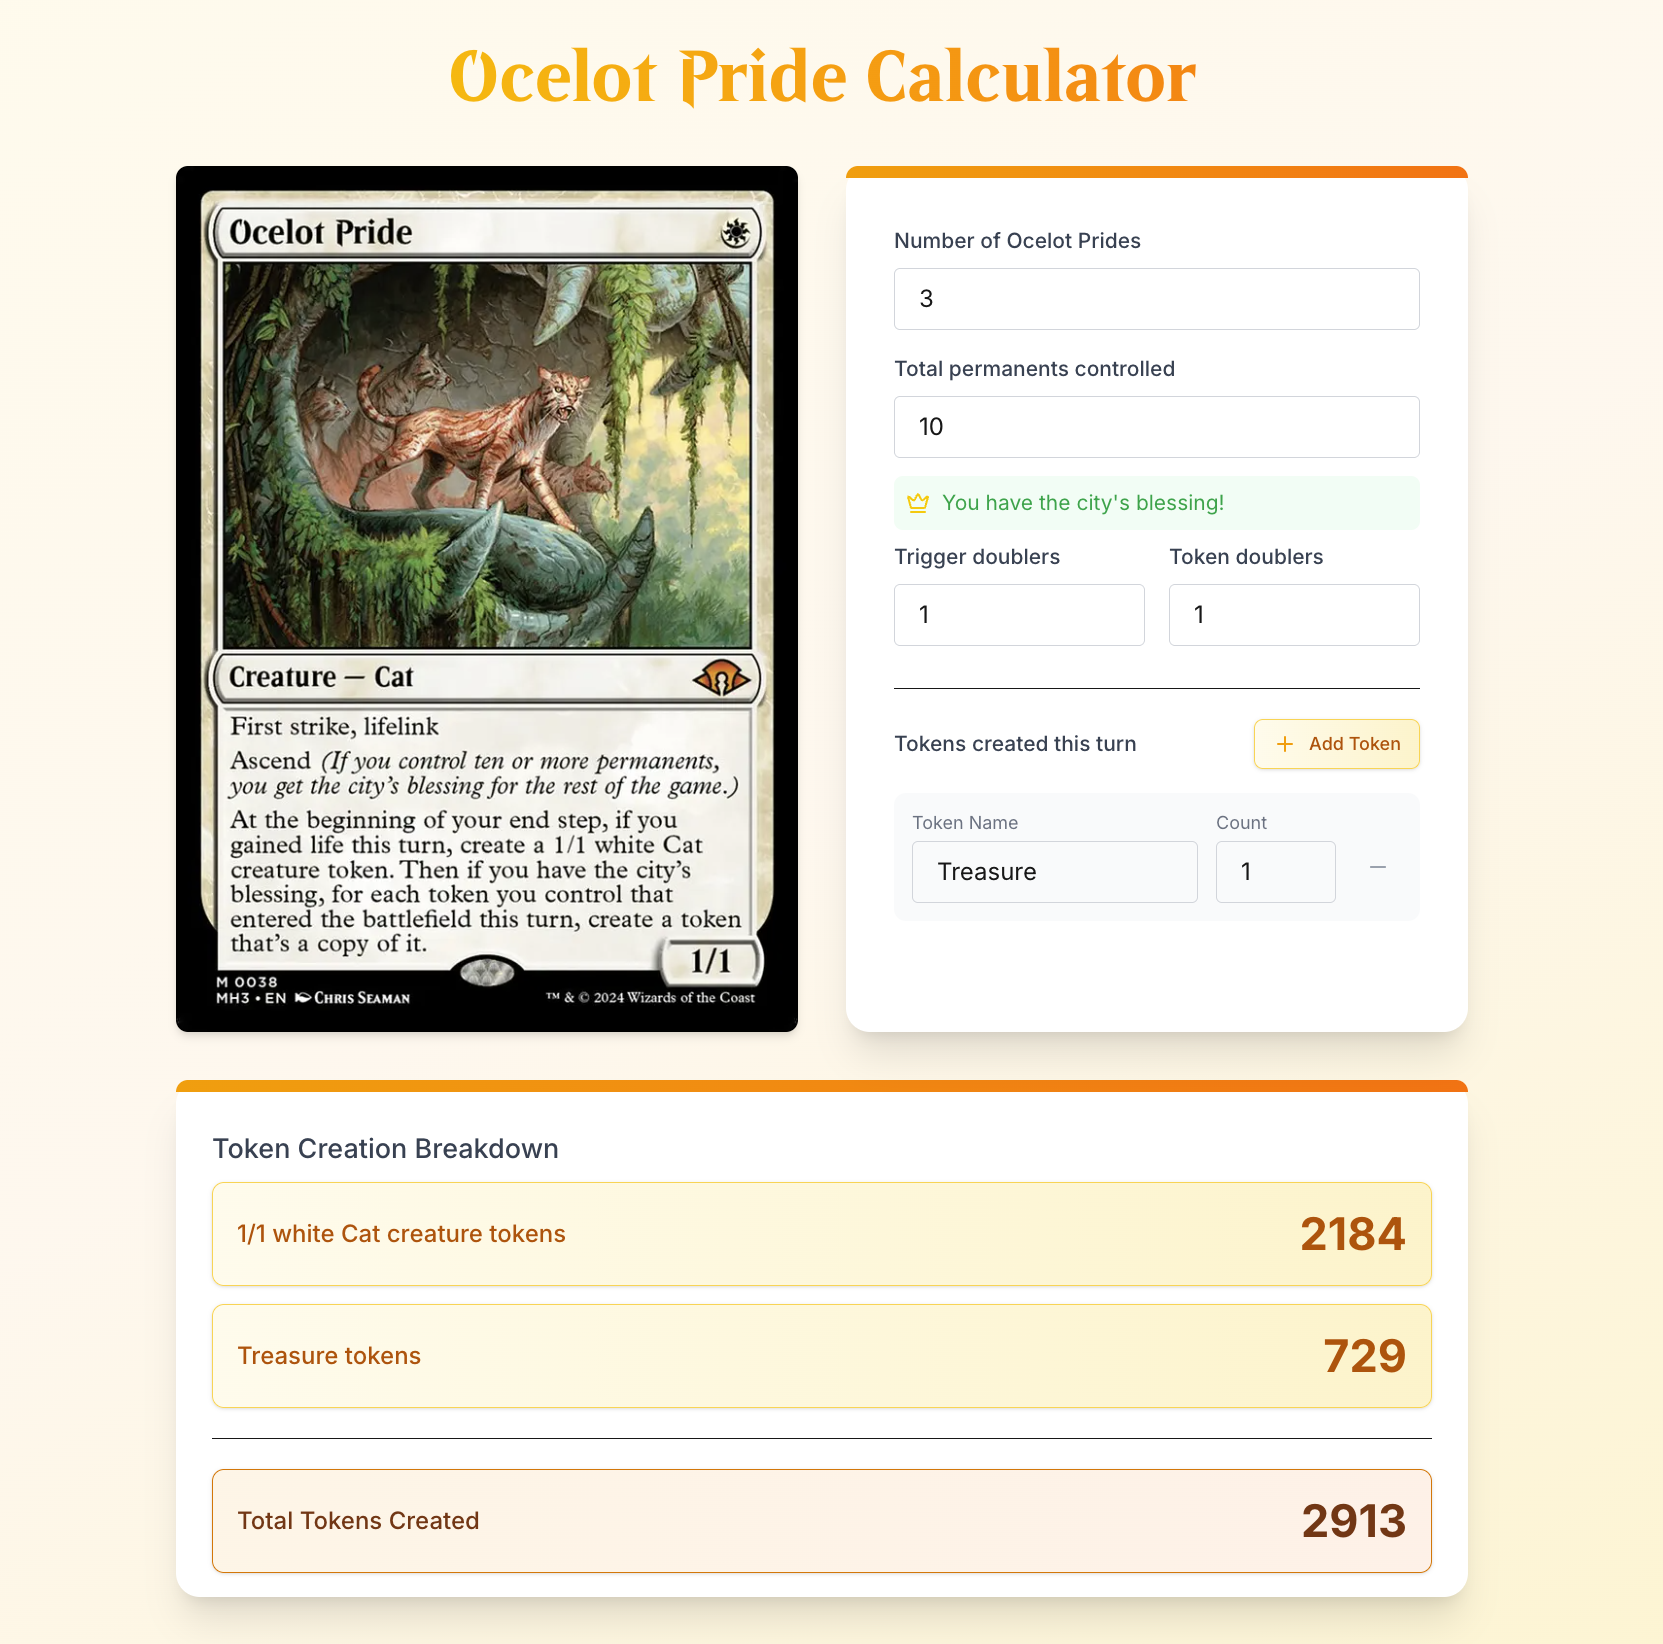 Ocelot Pride Calculator
Ocelot Pride
Creature — Cat
First strike, lifelink
Ascend (If you control ten or more permanents,
you get the city's blessing for the rest of the game.)
At the beginning of your end step, if you
gained life this turn, create a 1/1 white Cat
creature token. Then if you have the city's
blessing, for each token you control that
entered the battlefield this turn, create a token
that's a copy of it.
1/1
M 0038
MH3 • EN CHRIS SEAMAN
™ & © 2024 Wizards of the Coast
Number of Ocelot Prides
3
Total permanents controlled
10
You have the city's blessing!
Trigger doublers Token doublers
1 1
Tokens created this turn + Add Token
Token Name Count
Treasure 1
Token Creation Breakdown
1/1 white Cat creature tokens 2184
Treasure tokens 729
Total Tokens Created 2913